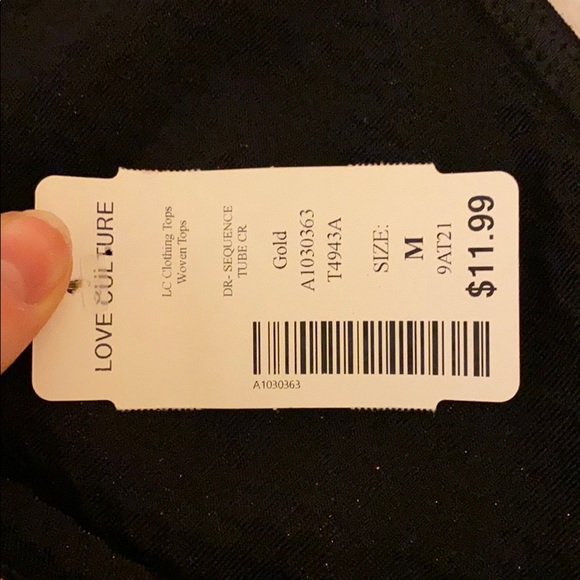 LOVE CULTURE
LC Clothing Tops
Woven Tops
DR- SEQUENCE
TUBE CR
Gold
A1030363
T4943A
SIZE:
M
9AT21
$11.99
A1030363